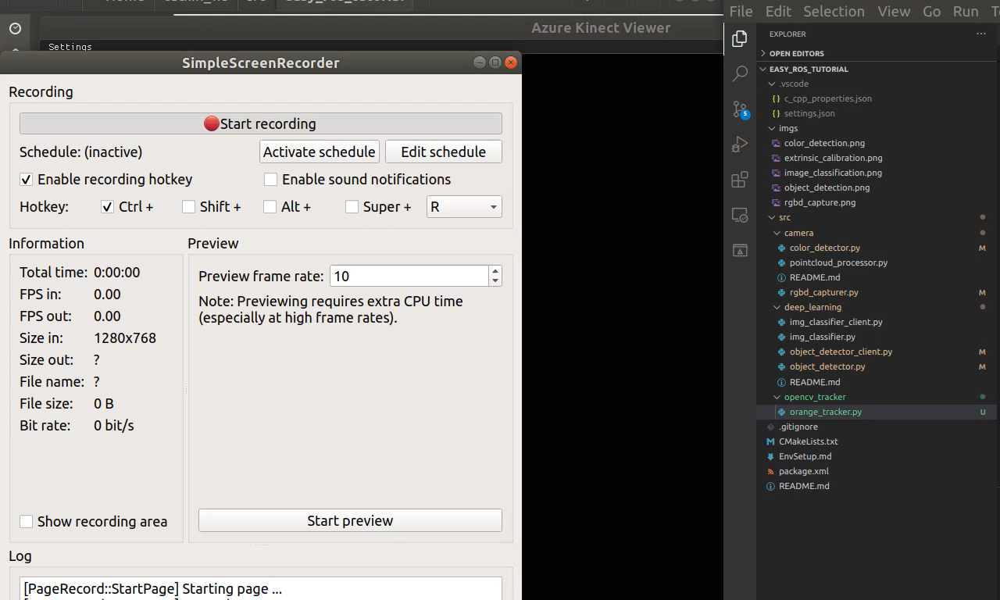 File Edit Selection View Go Run
Azure Kinect Viewer
Settings
SimpleScreenRecorder
Recording
Start recording
Schedule: (inactive)
Activate schedule
Edit schedule
Enable recording hotkey
Enable sound notifications
Hotkey:
Ctrl +
Shift +
Alt +
Super +
R
Information
Total time: 0:00:00
FPS in: 0.00
FPS out: 0.00
Size in: 1280x768
Size out: ?
File name: ?
File size: 0 B
Bit rate: 0 bit/s
Show recording area
Preview
Preview frame rate: 10
Note: Previewing requires extra CPU time
(especially at high frame rates).
Start preview
Log
[PageRecord::StartPage] Starting page ...
EXPLORER
OPEN EDITORS
EASY_ROS_TUTORIAL
.vscode
{} c_cpp_properties.json
{} settings.json
imgs
color_detection.png
extrinsic_calibration.png
image_classification.png
object_detection.png
rgbd_capture.png
src
camera
color_detector.py M
pointcloud_processor.py
README.md
rgbd_capturer.py M
deep_learning
img_classifier_client.py
img_classifier.py
object_detector_client.py M
object_detector.py M
README.md
opencv_tracker
orange_tracker.py U
.gitignore
M CMakeLists.txt
EnvSetup.md
package.xml
README.md
5